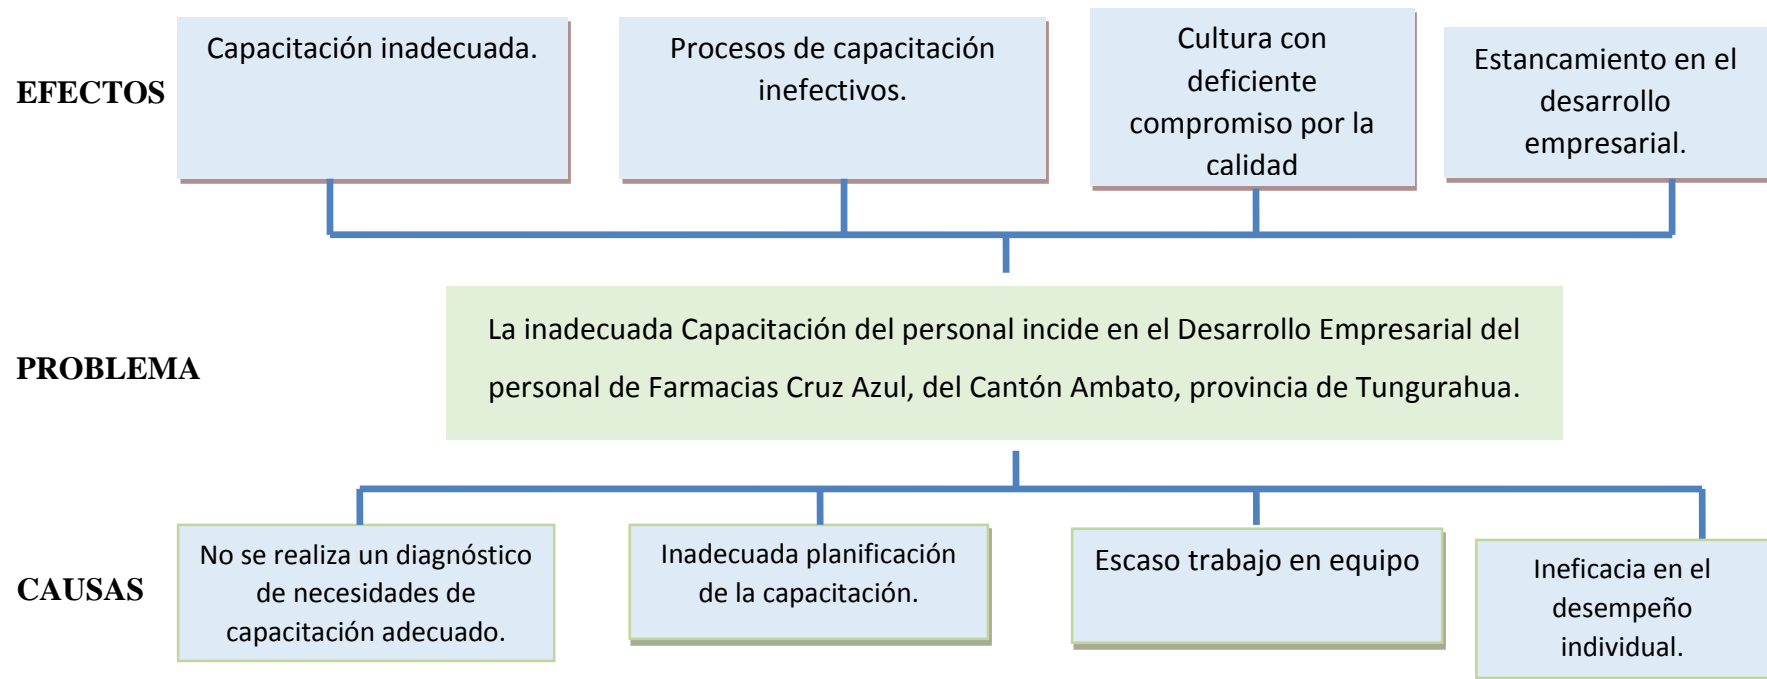 EFECTOS
Capacitación inadecuada.
Procesos de capacitación
inefectivos.
Cultura con
deficiente
compromiso por la
calidad
Estancamiento en el
desarrollo
empresarial.
PROBLEMA
La inadecuada Capacitación del personal incide en el Desarrollo Empresarial del
personal de Farmacias Cruz Azul, del Cantón Ambato, provincia de Tungurahua.
CAUSAS
No se realiza un diagnóstico
de necesidades de
capacitación adecuado.
Inadecuada planificación
de la capacitación.
Escaso trabajo en equipo
Ineficacia en el
desempeño
individual.